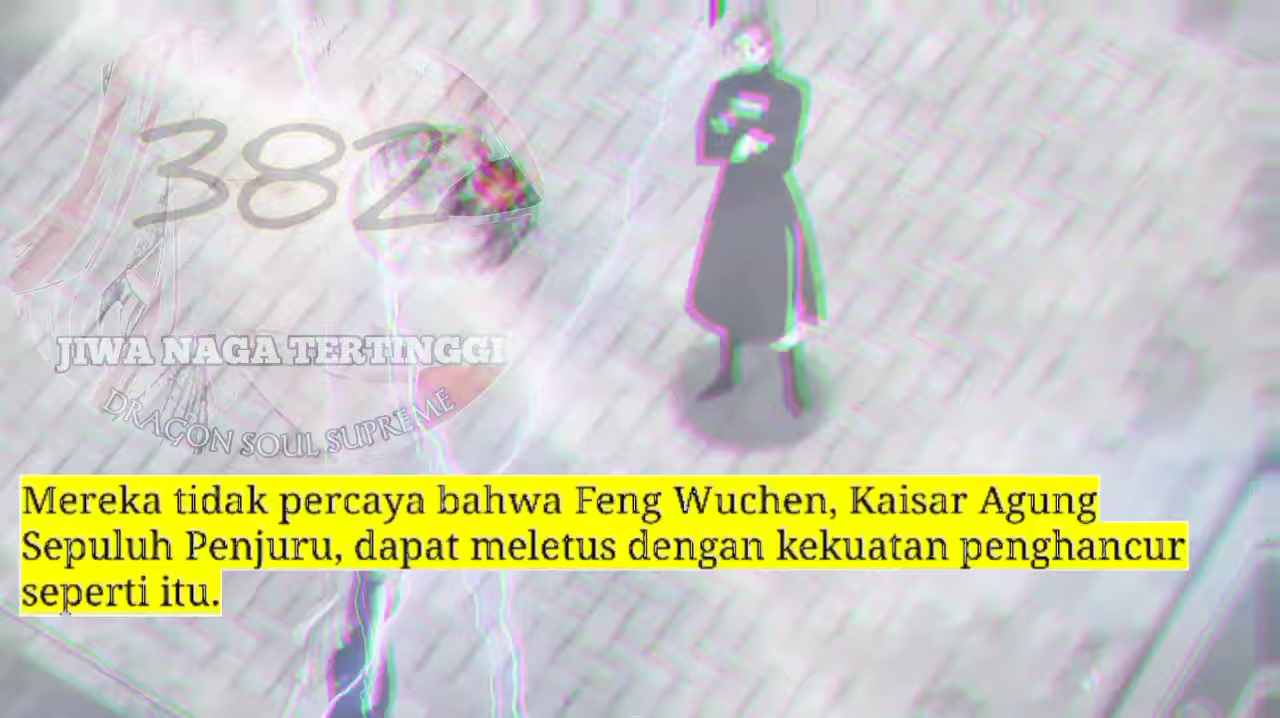 382
JIWA NAGA TERTINGGI
DRAGON SOUL SUPREME
Mereka tidak percaya bahwa Feng Wuchen, Kaisar Agung
Sepuluh Penjuru, dapat meletus dengan kekuatan penghancur
seperti itu.